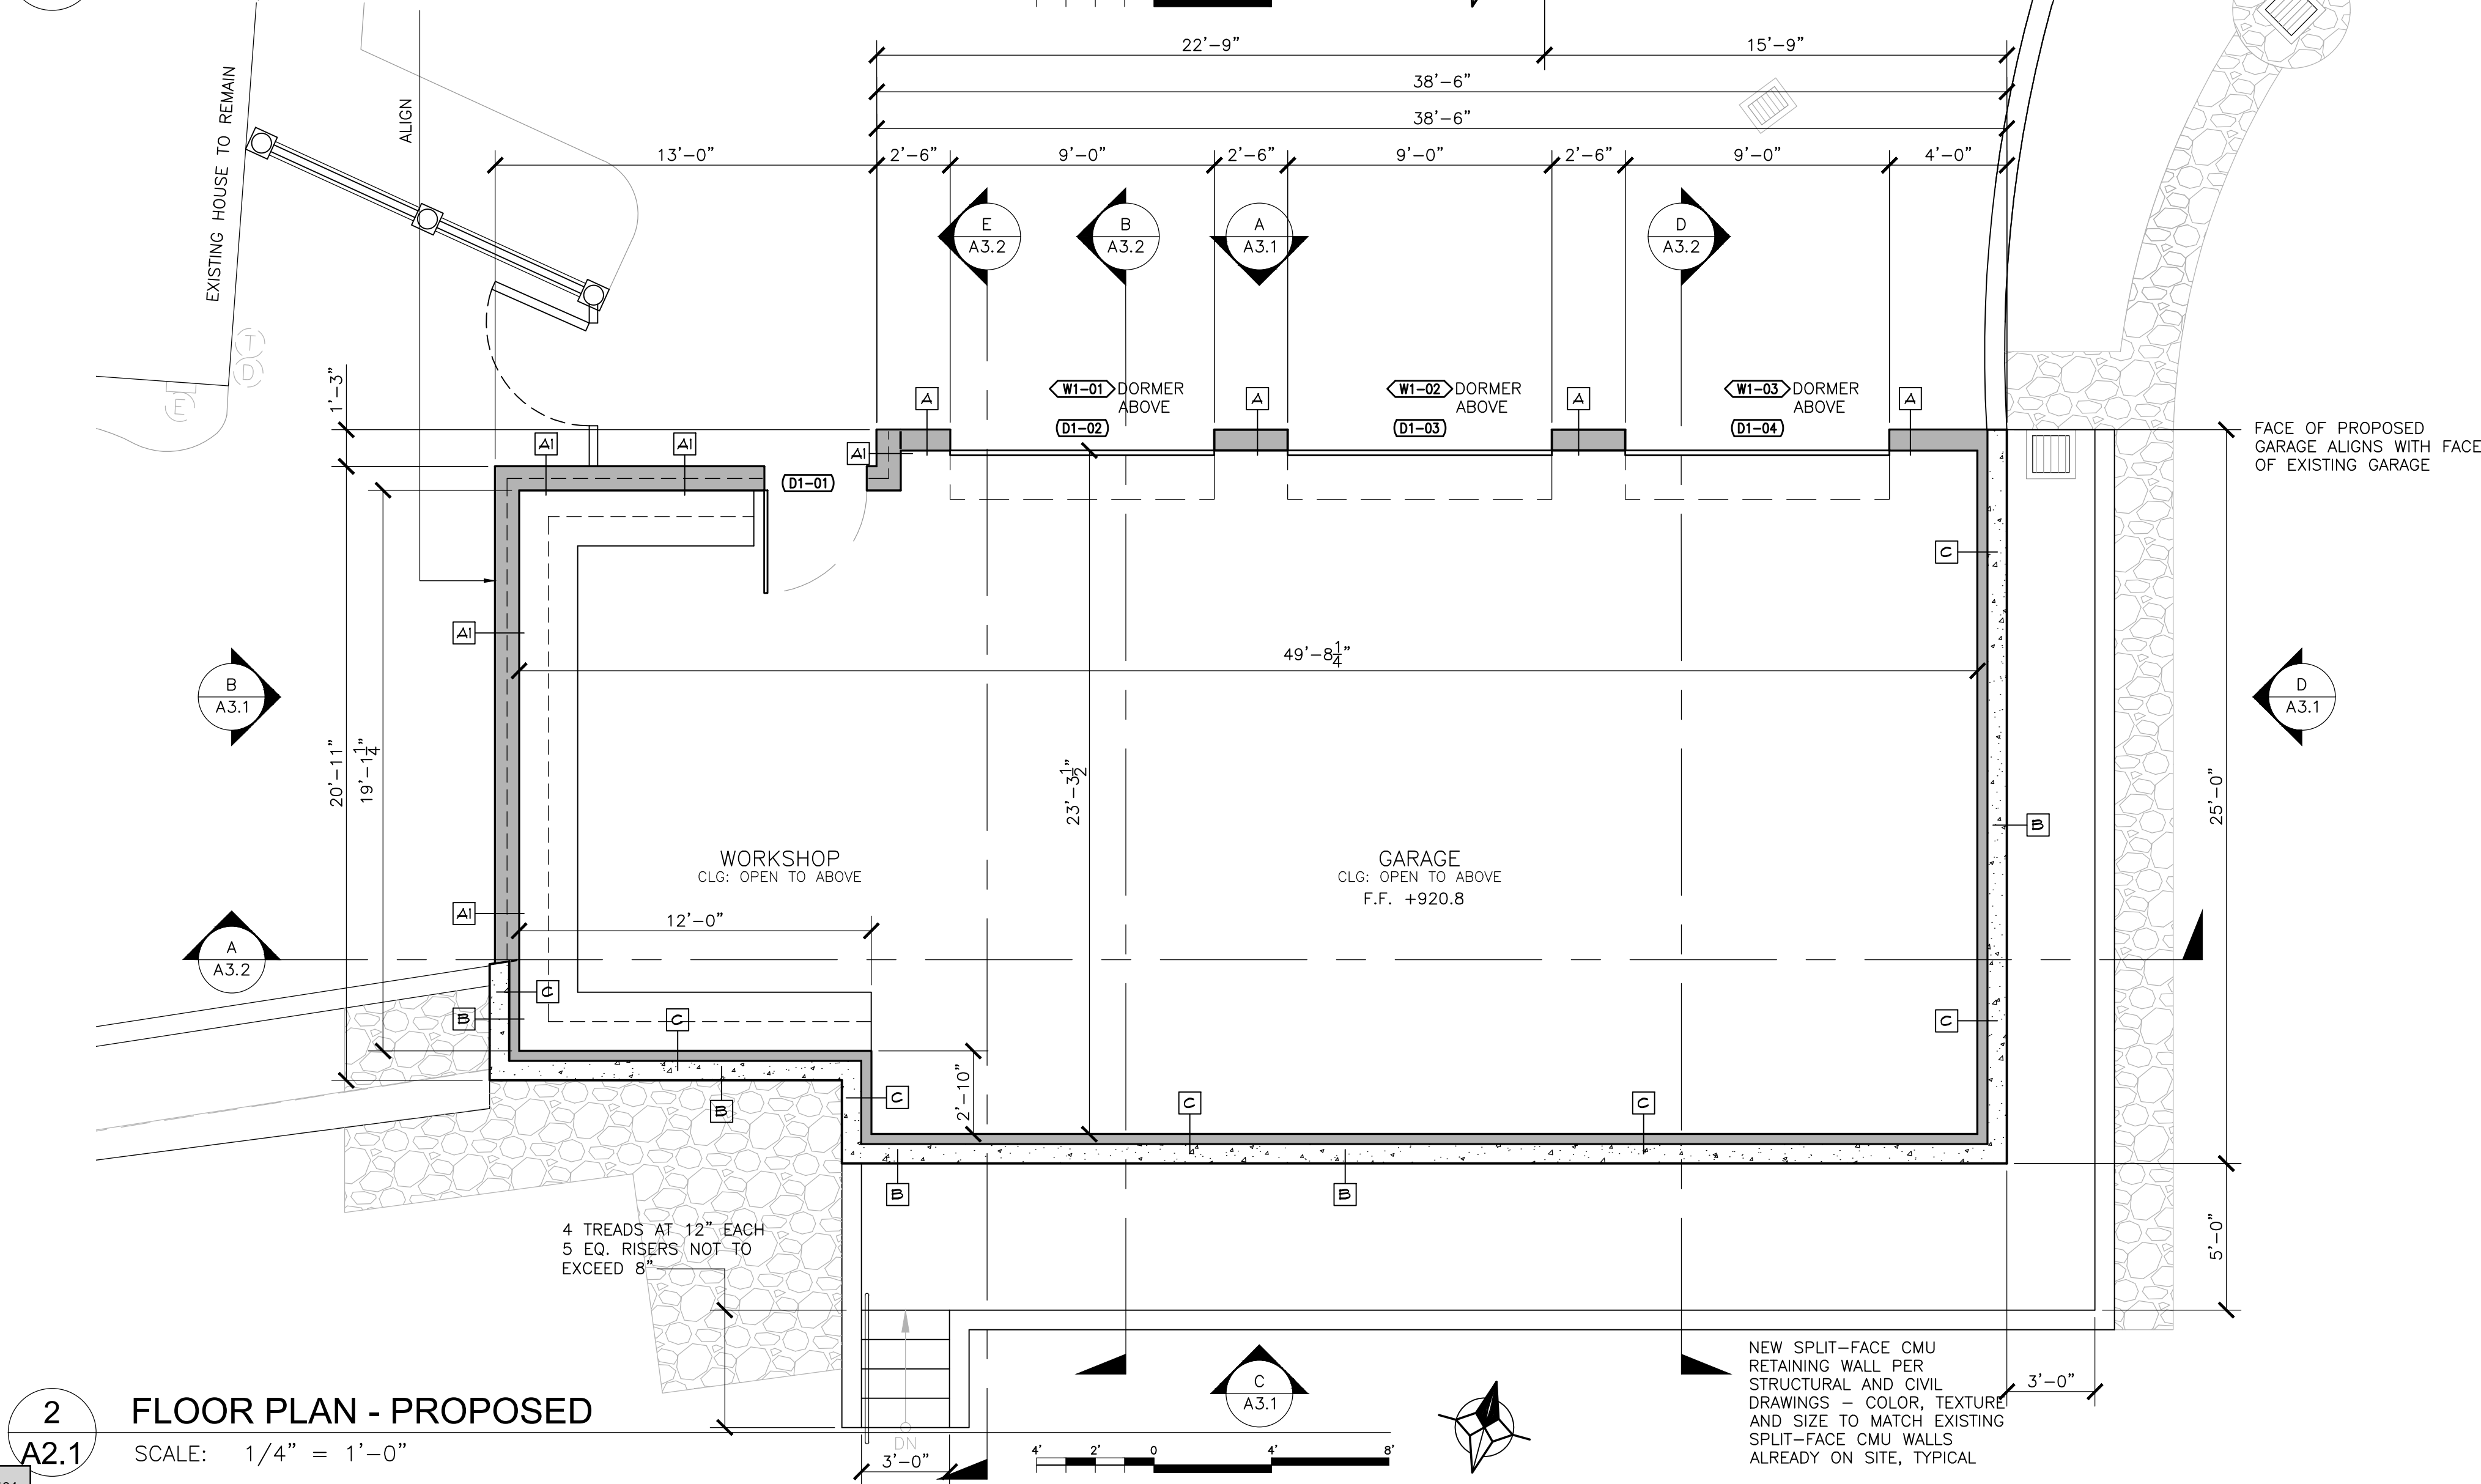 22'-9"
15'-9"
38'-6"
38'-6"
13'-0"
2'-6"
9'-0"
2'-6"
9'-0"
2'-6"
9'-0"
4'-0"
EXISTING HOUSE TO REMAIN
ALIGN
E
A3.2
B
A3.2
A
A3.1
D
A3.2
T
D
E
1'-3"
W1-01 DORMER
ABOVE
W1-02 DORMER
ABOVE
W1-03 DORMER
ABOVE
A
A
A
A
D1-02
D1-03
D1-04
A1
A1
A1
D1-01
FACE OF PROPOSED
GARAGE ALIGNS WITH FACE
OF EXISTING GARAGE
C
A1
49'-8 1/4"
B
A3.1
D
A3.1
20'-11"
19'-1 1/4"
23'-3 1/2"
25'-0"
B
WORKSHOP
CLG: OPEN TO ABOVE
GARAGE
CLG: OPEN TO ABOVE
F.F. +920.8
A1
12'-0"
A
A3.2
C
B
C
C
2'-10"
C
C
C
B
B
B
4 TREADS AT 12" EACH
5 EQ. RISERS NOT TO
EXCEED 8"
5'-0"
NEW SPLIT-FACE CMU
RETAINING WALL PER
STRUCTURAL AND CIVIL
DRAWINGS - COLOR, TEXTURE
AND SIZE TO MATCH EXISTING
SPLIT-FACE CMU WALLS
ALREADY ON SITE, TYPICAL
3'-0"
C
A3.1
DN
3'-0"
4' 2' 0 4' 8'
2
A2.1
FLOOR PLAN - PROPOSED
SCALE: 1/4" = 1'-0"